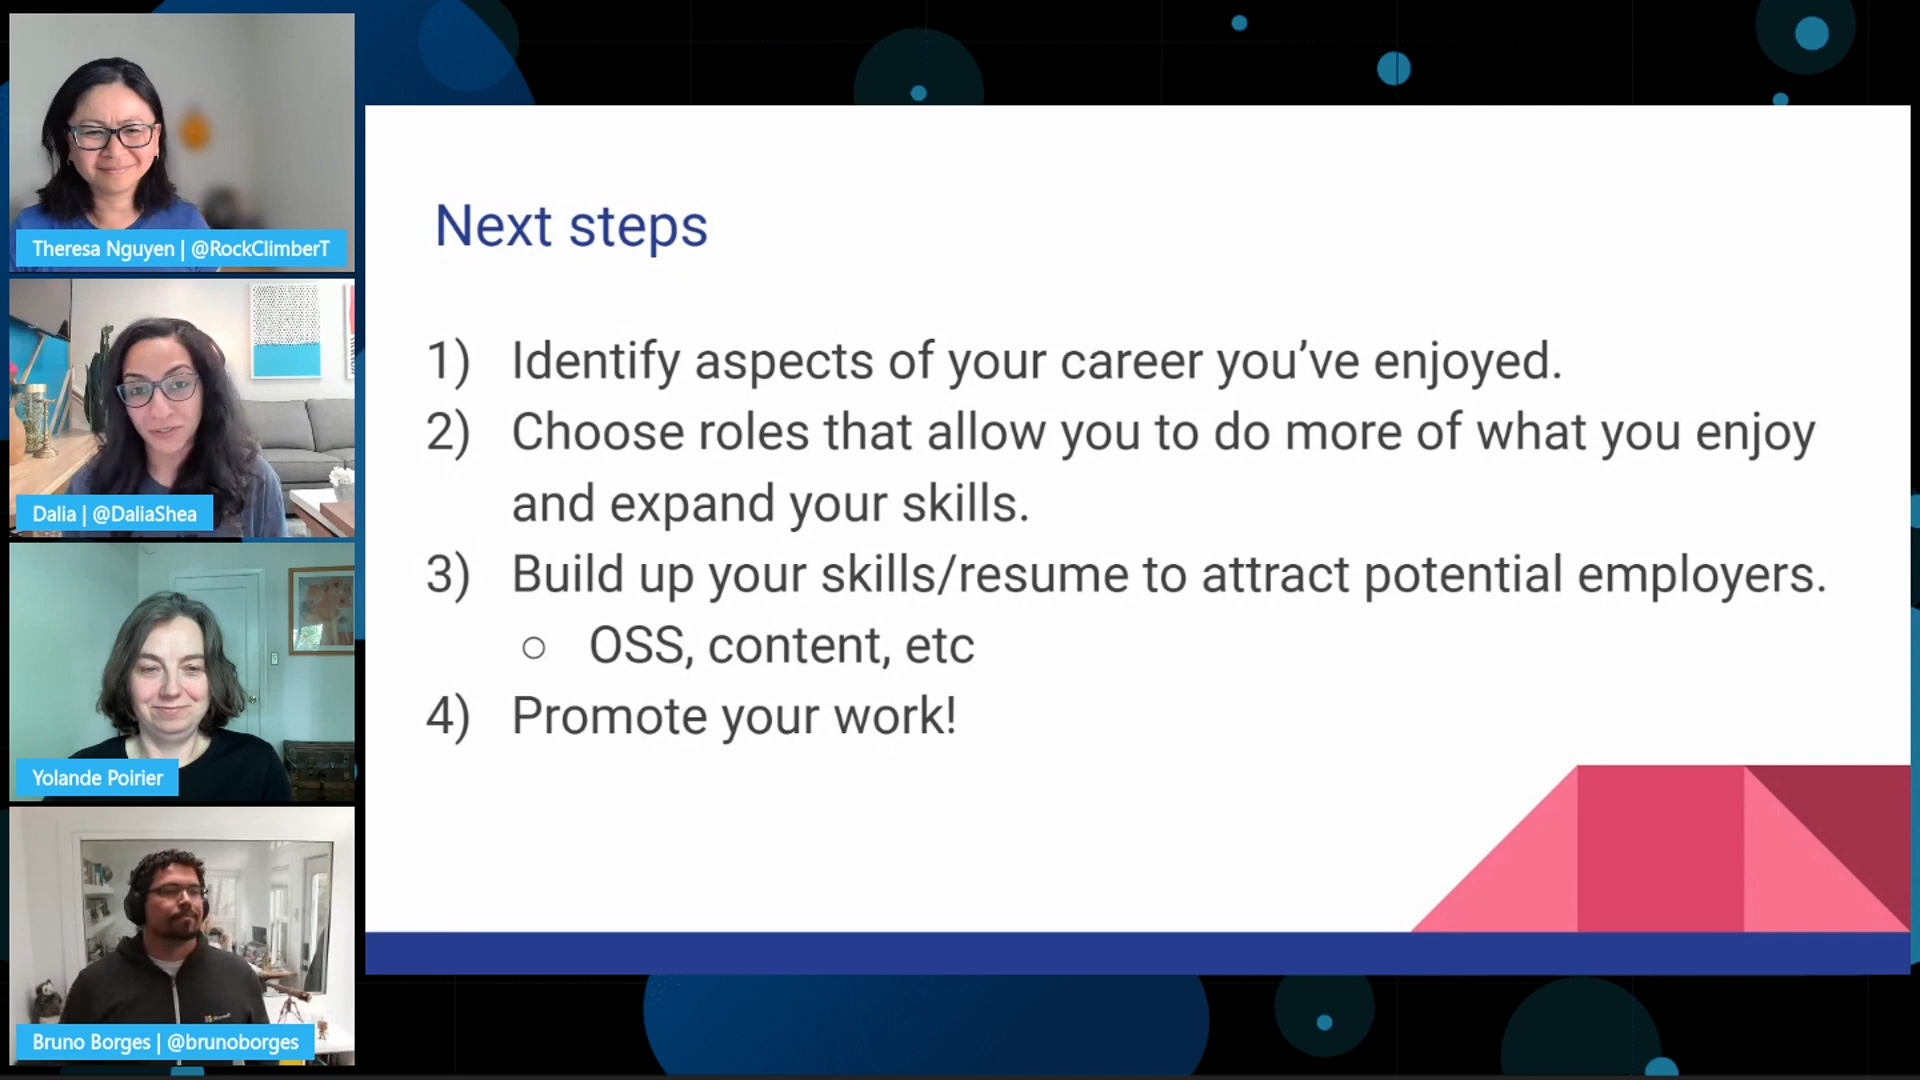 Theresa Nguyen | @RockClimberT
Dalia | @DaliaShea
Yolande Poirier
Bruno Borges | @brunoborges
Next steps
1) Identify aspects of your career you’ve enjoyed.
2) Choose roles that allow you to do more of what you enjoy
and expand your skills.
3) Build up your skills/resume to attract potential employers.
○ OSS, content, etc
4) Promote your work!